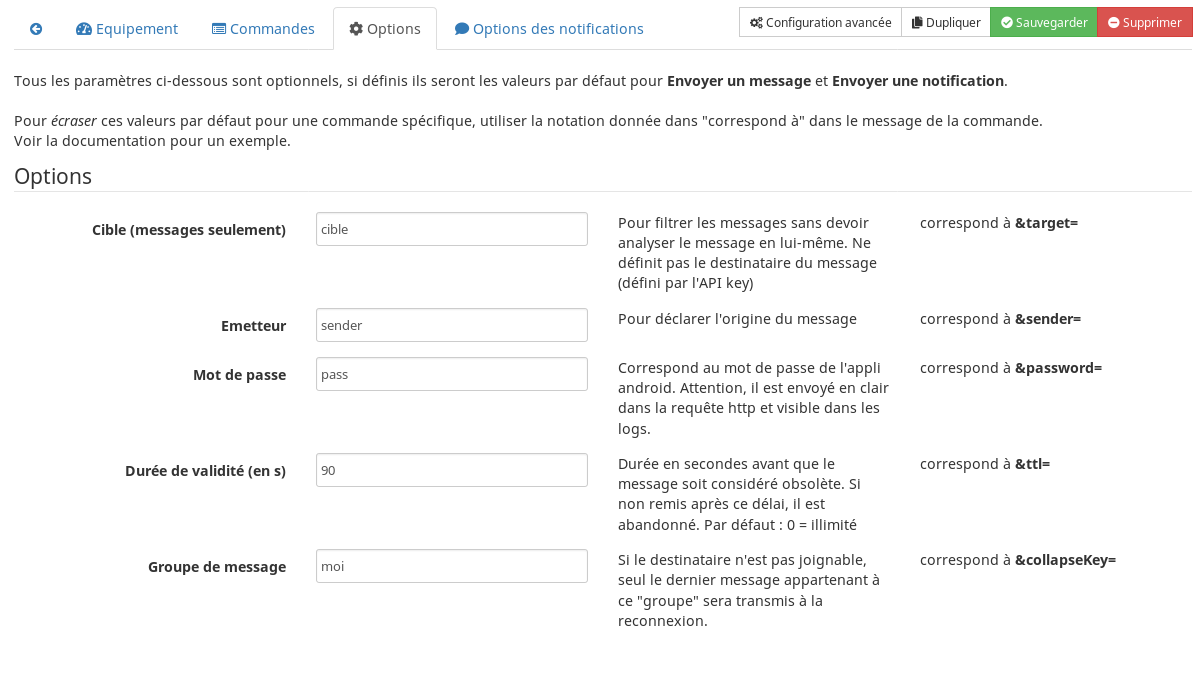 Equipement Commandes Options Options des notifications Configuration avancée Dupliquer Sauvegarder Supprimer
Tous les paramètres ci-dessous sont optionnels, si définis ils seront les valeurs par défaut pour Envoyer un message et Envoyer une notification.
Pour écraser ces valeurs par défaut pour une commande spécifique, utiliser la notation donnée dans "correspond à" dans le message de la commande.
Voir la documentation pour un exemple.
Options
Cible (messages seulement)
cible
Pour filtrer les messages sans devoir
analyser le message en lui-même. Ne
définit pas le destinataire du message
(défini par l'API key)
correspond à &target=
Emetteur
sender
Pour déclarer l'origine du message
correspond à &sender=
Mot de passe
pass
Correspond au mot de passe de l'appli
android. Attention, il est envoyé en clair
dans la requête http et visible dans les
logs.
correspond à &password=
Durée de validité (en s)
90
Durée en secondes avant que le
message soit considéré obsolète. Si
non remis après ce délai, il est
abandonné. Par défaut : 0 = illimité
correspond à &ttl=
Groupe de message
moi
Si le destinataire n'est pas joignable,
seul le dernier message appartenant à
ce "groupe" sera transmis à la
reconnexion.
correspond à &collapseKey=